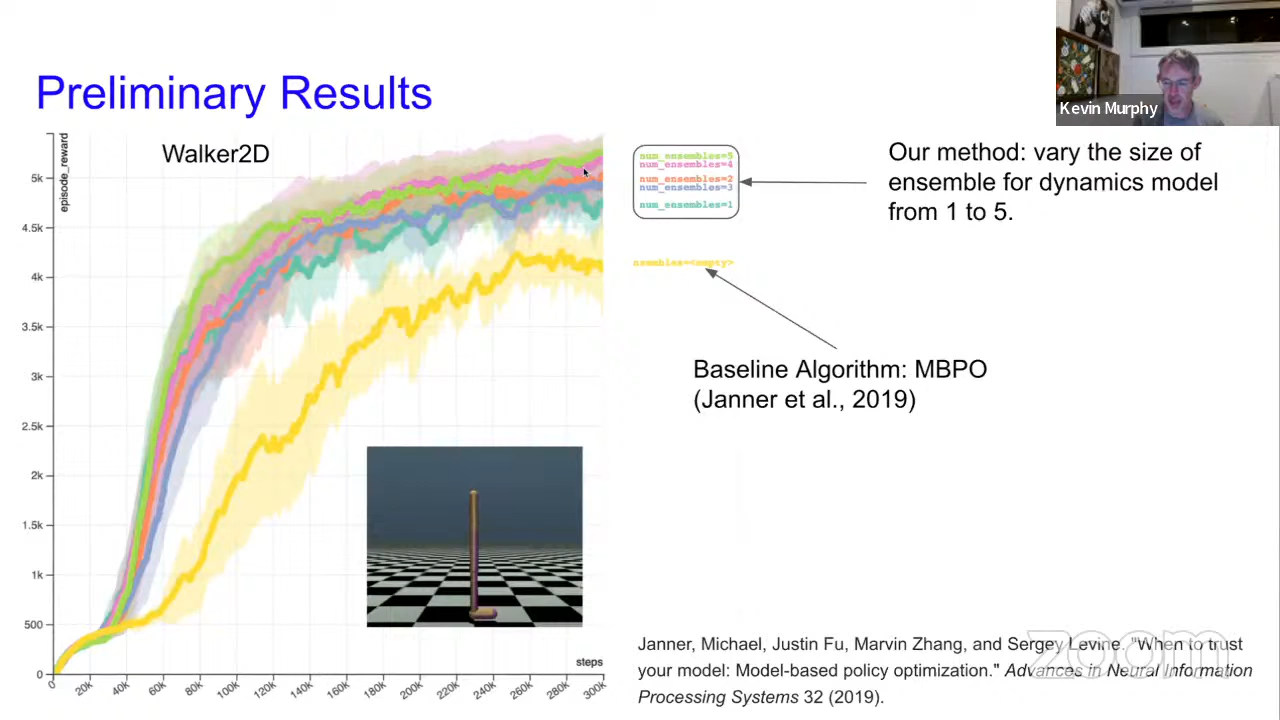 Kevin Murphy
Preliminary Results
episode_reward
Walker2D
5k
4.5k
4k
3.5k
3k
2.5k
2k
1.5k
1k
500
0
0
20k
40k
60k
80k
100k
120k
140k
160k
180k
200k
220k
240k
260k
280k
300k
steps
num_ensembles=5
num_ensembles=4
num_ensembles=2
num_ensembles=3
num_ensembles=1
nsembles=<empty>
Our method: vary the size of
ensemble for dynamics model
from 1 to 5.
Baseline Algorithm: MBPO
(Janner et al., 2019)
Janner, Michael, Justin Fu, Marvin Zhang, and Sergey Levine. "When to trust
your model: Model-based policy optimization." Advances in Neural Information
Processing Systems 32 (2019).
zoom